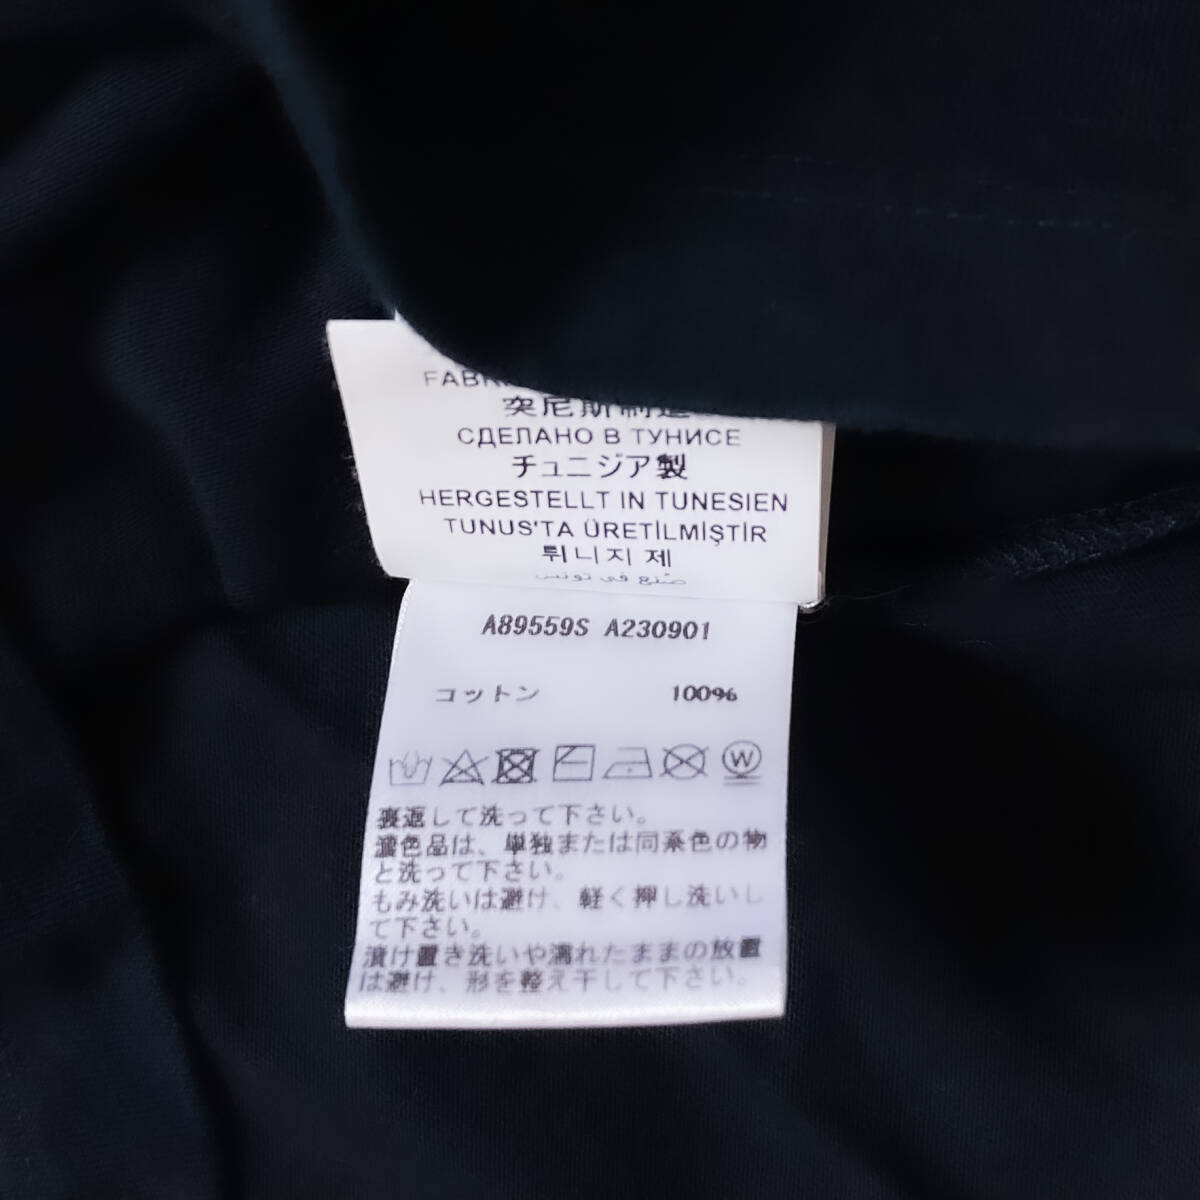 突尼斯制造
СДЕЛАНО В ТУНИСЕ
チュニジア製
HERGESTELLT IN TUNESIEN
TUNUS'TA ÜRETİLMİŞTİR
튀니지 제
صنع في تونس
A89559S A230901
コットン 100%
W
裏返して洗って下さい。
濃色品は、単独または同系色の物
と洗って下さい。
もみ洗いは避け、軽く押し洗いし
て下さい。
漬け置き洗いや濡れたままの放置
は避け、形を整え干して下さい。